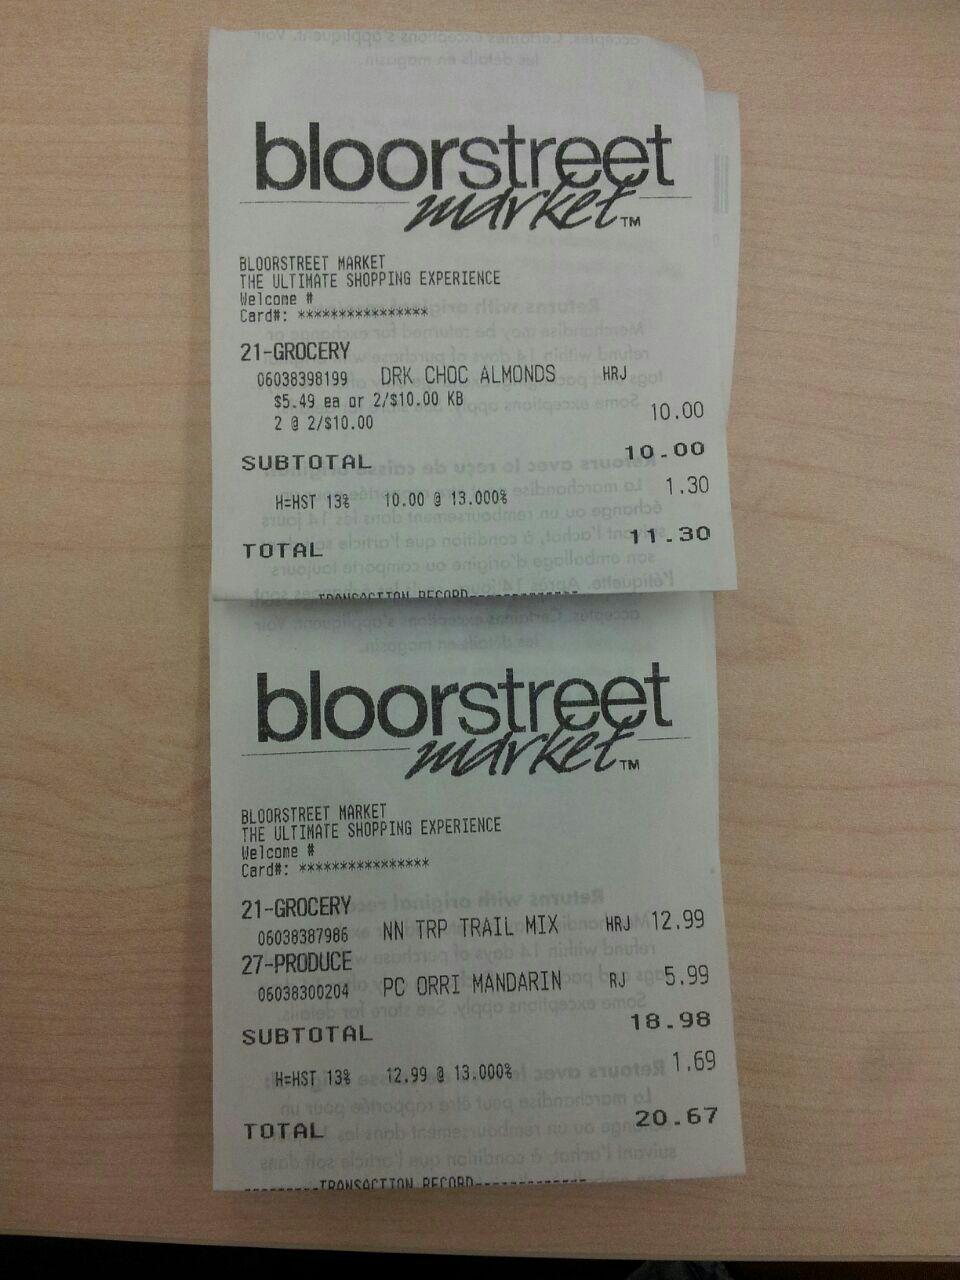 bloorstreet
market™
BLOORSTREET MARKET
THE ULTIMATE SHOPPING EXPERIENCE
Welcome #
Card#: ****************
21-GROCERY
06038398199 DRK CHOC ALMONDS HRJ
$5.49 ea or 2/$10.00 KB
2 @ 2/$10.00 10.00
SUBTOTAL 10.00
H=HST 13% 10.00 @ 13.000% 1.30
TOTAL 11.30
TRANSACTION RECORD
bloorstreet
market™
BLOORSTREET MARKET
THE ULTIMATE SHOPPING EXPERIENCE
Welcome #
Card#: ****************
21-GROCERY
06038387986 NN TRP TRAIL MIX HRJ 12.99
27-PRODUCE
06038300204 PC ORRI MANDARIN RJ 5.99
SUBTOTAL 18.98
H=HST 13% 12.99 @ 13.000% 1.69
TOTAL 20.67
---------TRANSACTION RECORD--------------